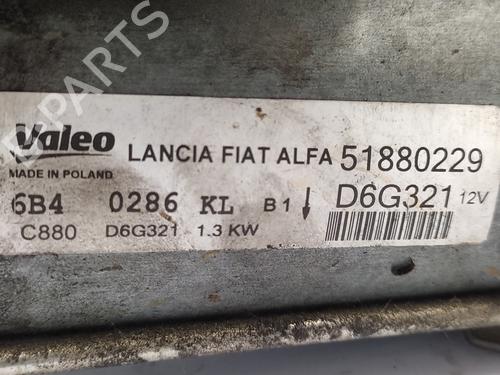 Valeo LANCIA FIAT ALFA 51880229
MADE IN POLAND
D6G321 12V
6B4 0286 KL B1
C880 D6G321 1.3 KW
PARTS